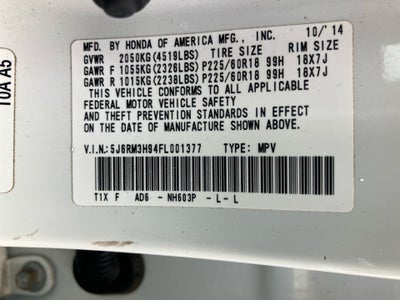 MFD. BY HONDA OF AMERICA MFG., INC. 10/'14
GVWR 2050KG(4519LBS) TIRE SIZE RIM SIZE
GAWR F 1055KG(2326LBS) P225/60R18 99H 18X7J
GAWR R 1015KG(2238LBS) P225/60R18 99H 18X7J
THIS VEHICLE CONFORMS TO ALL APPLICABLE
FEDERAL MOTOR VEHICLE SAFETY
AND THEFT PREVENTION STANDARDS IN EFFECT
ON THE DATE OF MANUFACTURE SHOWN ABOVE.
V.I.N.: 5J6RM3H94FL001377 TYPE: MPV
T1X F AD6 - NH603P - L- L
10A A5